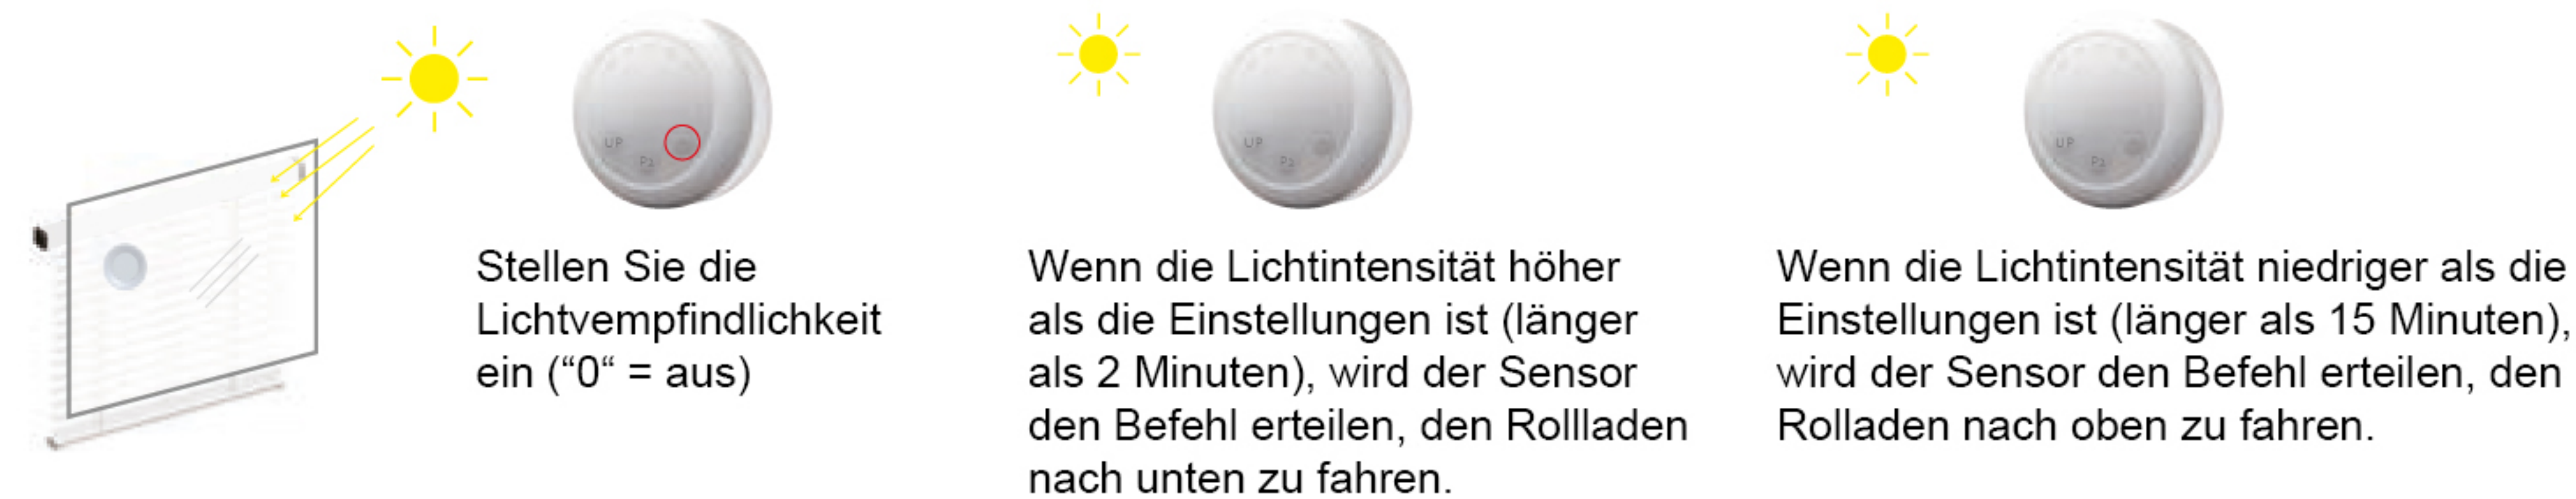 UP
P2
Stellen Sie die
Lichtvempfindlichkeit
ein (“0“ = aus)
UP
P2
Wenn die Lichtintensität höher
als die Einstellungen ist (länger
als 2 Minuten), wird der Sensor
den Befehl erteilen, den Rollladen
nach unten zu fahren.
UP
P2
Wenn die Lichtintensität niedriger als die
Einstellungen ist (länger als 15 Minuten),
wird der Sensor den Befehl erteilen, den
Rolladen nach oben zu fahren.